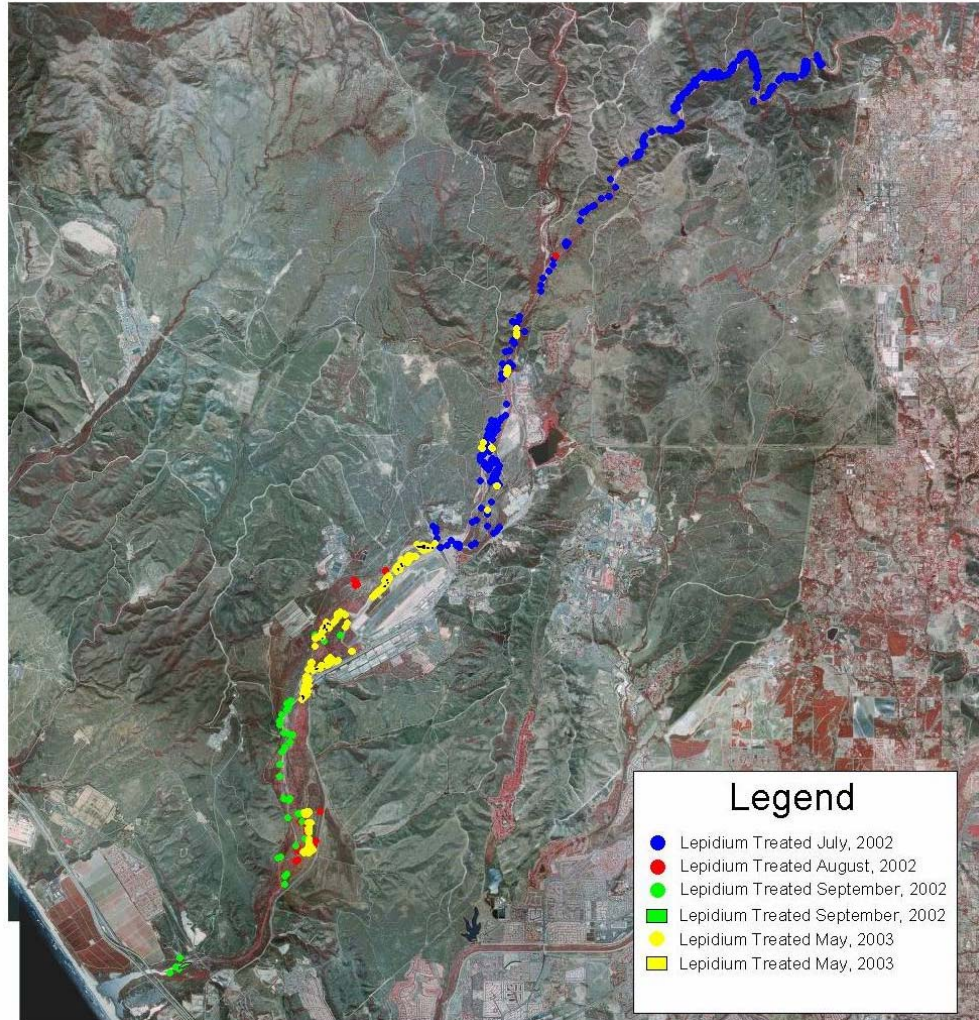 Legend
Lepidium Treated July, 2002
Lepidium Treated August, 2002
Lepidium Treated September, 2002
Lepidium Treated September, 2002
Lepidium Treated May, 2003
Lepidium Treated May, 2003